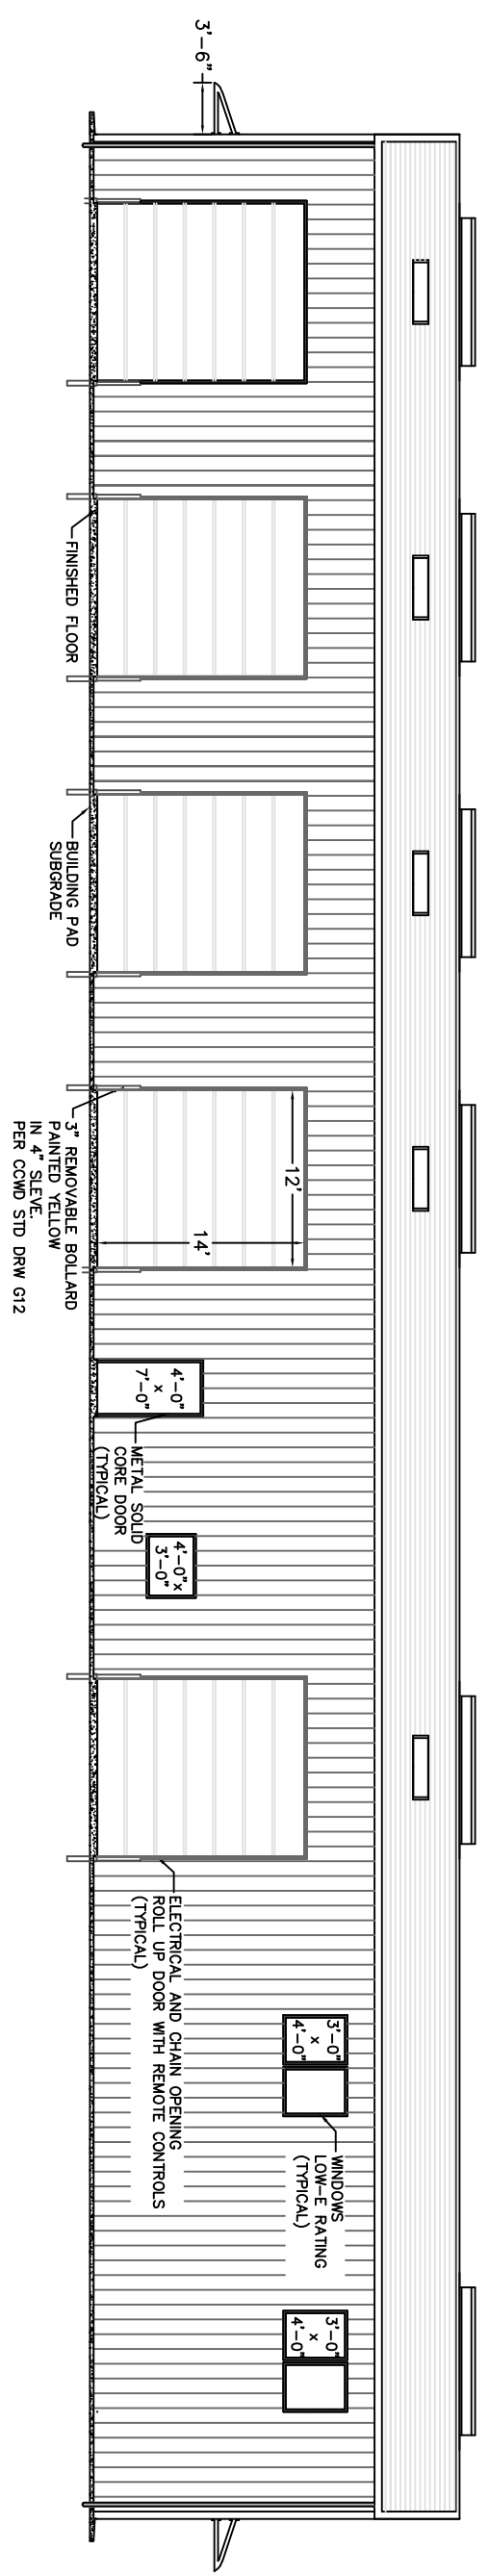 3'-6"
FINISHED FLOOR
BUILDING PAD
SUBGRADE
3" REMOVABLE BOLLARD
PAINTED YELLOW
IN 4" SLEVE.
PER CCWD STD DRW G12
12'
14'
4'-0"
x
7'-0"
METAL SOLID
CORE DOOR
(TYPICAL)
4'-0"x
3'-0"
ELECTRICAL AND CHAIN OPENING
ROLL UP DOOR WITH REMOTE CONTROLS
(TYPICAL)
3'-0"
x
4'-0"
WINDOWS
LOW-E RATING
(TYPICAL)
3'-0"
x
4'-0"